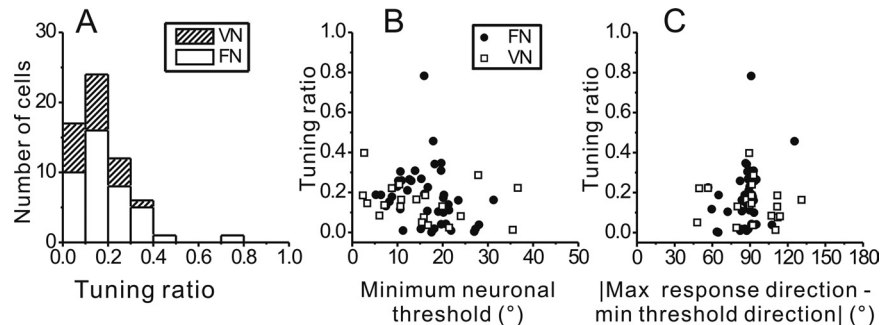 A
VN
FN
Number of cells
30
20
10
0
0.0 0.2 0.4 0.6 0.8 1.0
Tuning ratio
B
FN
VN
Tuning ratio
1.0
0.8
0.6
0.4
0.2
0.0
0 10 20 30 40 50
Minimum neuronal
threshold (°)
C
Tuning ratio
1.0
0.8
0.6
0.4
0.2
0.0
0 30 60 90 120 150 180
|Max response direction -
min threshold direction| (°)